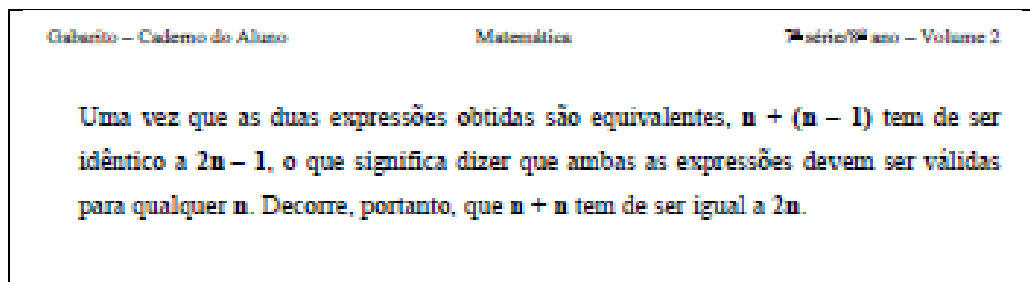 Gabarito – Caderno do Aluno Matemática 7ª série/8º ano – Volume 2
Uma vez que as duas expressões obtidas são equivalentes, n + (n – 1) tem de ser
idêntico a 2n – 1, o que significa dizer que ambas as expressões devem ser válidas
para qualquer n. Decorre, portanto, que n + n tem de ser igual a 2n.